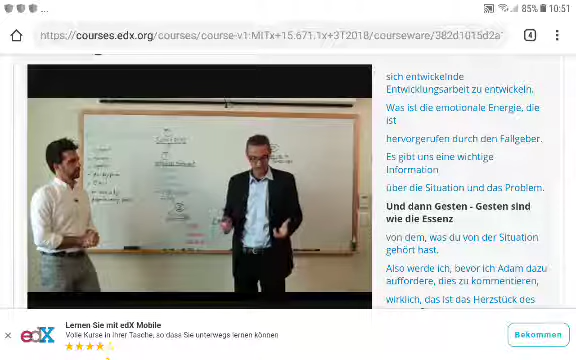 ...
85% 10:51
https://courses.edx.org/courses/course-v1:MITx+15.671.1x+3T2018/courseware/382d1015d2a
4
sich entwickelnde
Entwicklungsarbeit zu entwickeln.
Was ist die emotionale Energie, die
ist
hervorgerufen durch den Fallgeber.
Es gibt uns eine wichtige
Information
über die Situation und das Problem.
Und dann Gesten - Gesten sind
wie die Essenz
von dem, was du von der Situation
gehört hast.
Also werde ich, bevor ich Adam dazu
auffordere, dies zu kommentieren,
wirklich, das ist das Herzstück des
edX
Lernen Sie mit edX Mobile
Volle Kurse in Ihrer Tasche, so dass Sie unterwegs lernen können
Bekommen